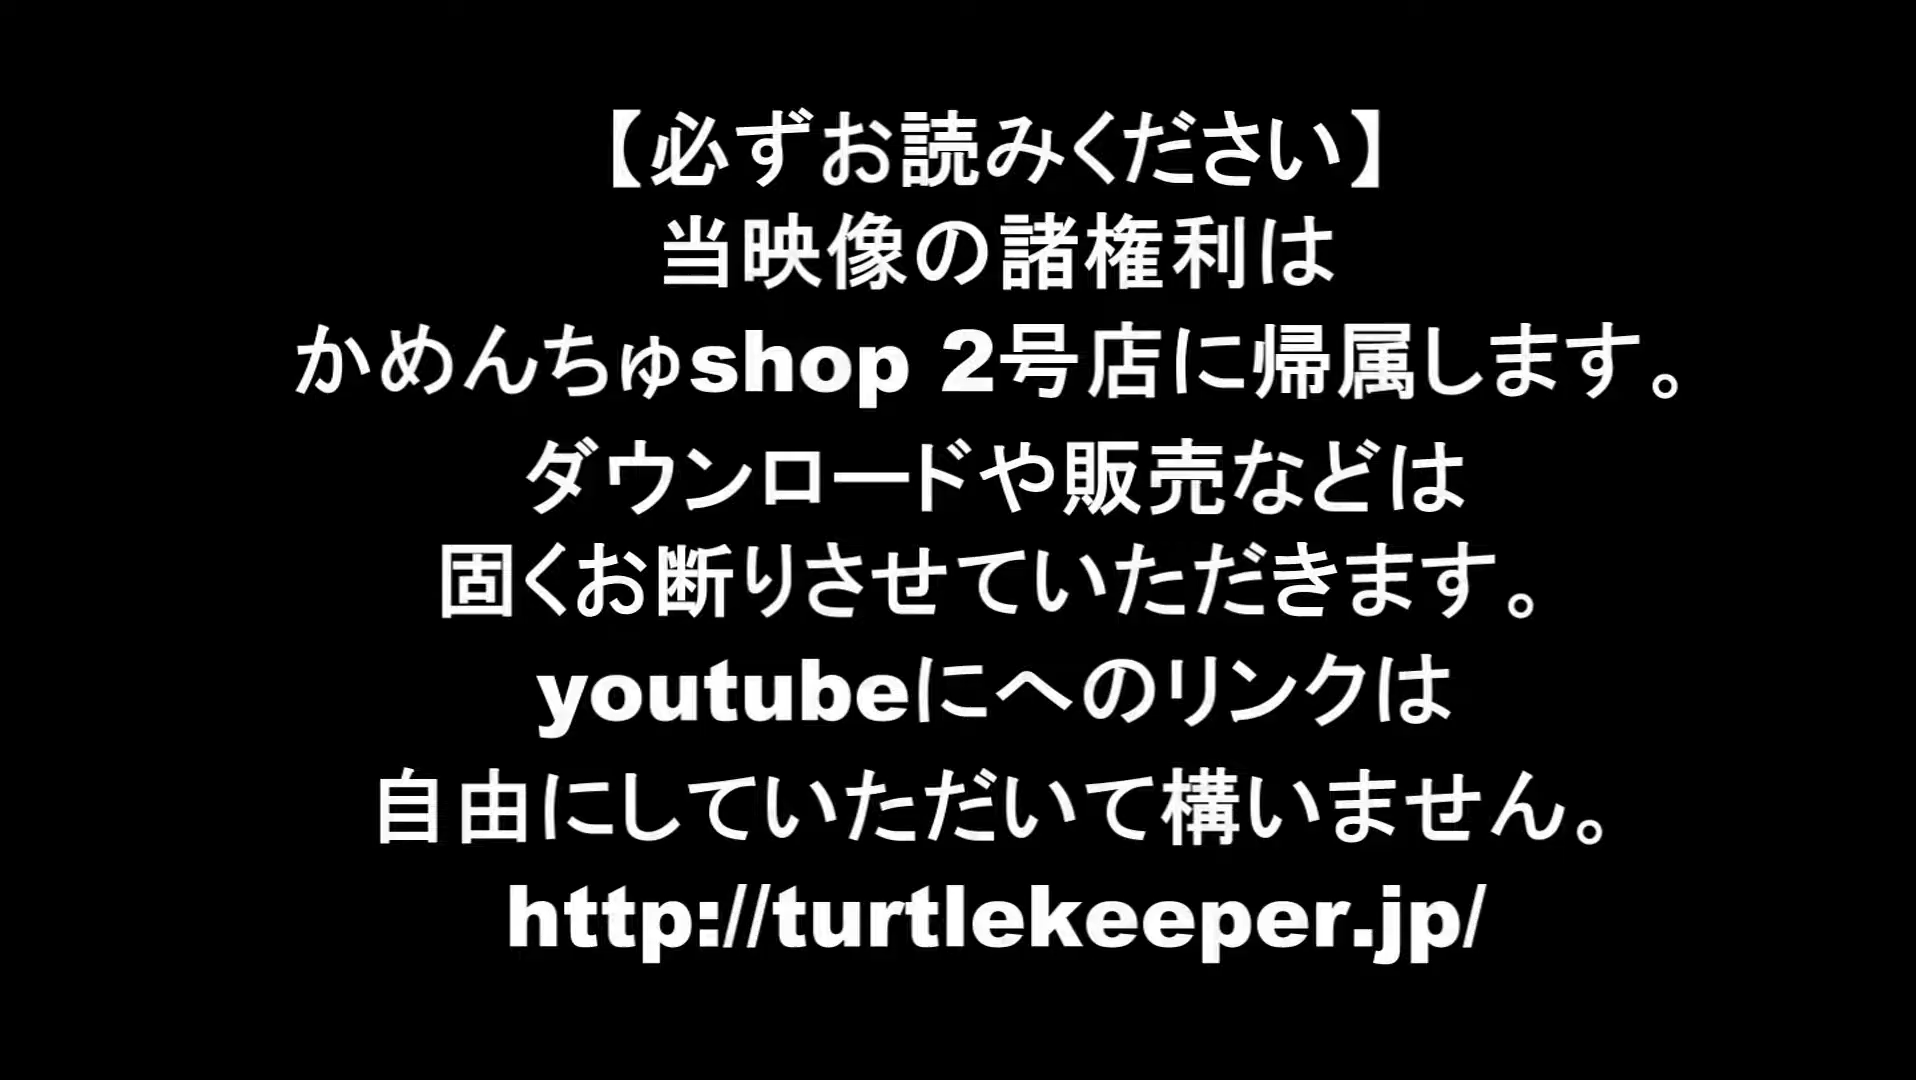 【必ずお読みください】
当映像の諸権利は
かめんちゅshop 2号店に帰属します。
ダウンロードや販売などは
固くお断りさせていただきます。
youtubeにへのリンクは
自由にしていただいて構いません。
http://turtlekeeper.jp/